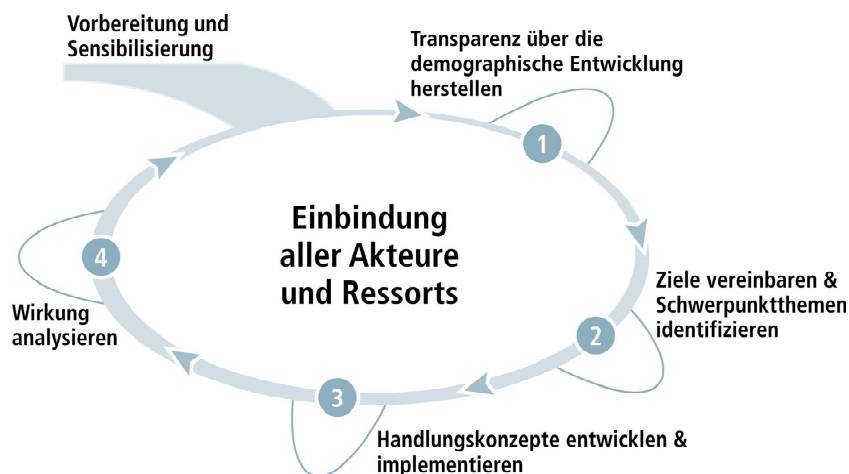 Vorbereitung und
Sensibilisierung
Transparenz über die
demographische Entwicklung
herstellen
1
Einbindung
aller Akteure
und Ressorts
4
Ziele vereinbaren &
Schwerpunktthemen
identifizieren
2
Wirkung
analysieren
3
Handlungskonzepte entwicklen &
implementieren